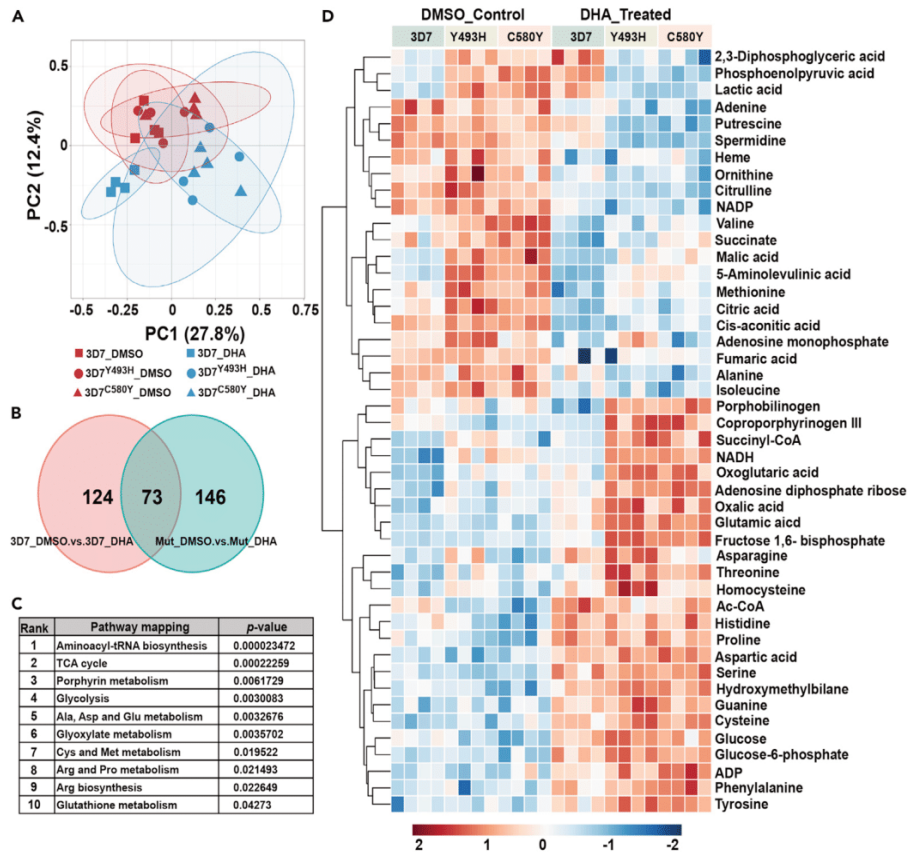 A
0.5
0
-0.5
PC2 (12.4%)
-0.5 -0.25 0 0.25 0.5 0.75
PC1 (27.8%)
3D7_DMSO 3D7_DHA
3D7Y493H_DMSO 3D7Y493H_DHA
3D7C580Y_DMSO 3D7C580Y_DHA
B
124 73 146
3D7_DMSO.vs.3D7_DHA Mut_DMSO.vs.Mut_DHA
C
Rank Pathway mapping p-value
1 Aminoacyl-tRNA biosynthesis 0.000023472
2 TCA cycle 0.00022259
3 Porphyrin metabolism 0.0061729
4 Glycolysis 0.0030083
5 Ala, Asp and Glu metabolism 0.0032676
6 Glyoxylate metabolism 0.0035702
7 Cys and Met metabolism 0.019522
8 Arg and Pro metabolism 0.021493
9 Arg biosynthesis 0.022649
10 Glutathione metabolism 0.04273
D
DMSO_Control DHA_Treated
3D7 Y493H C580Y 3D7 Y493H C580Y
2,3-Diphosphoglyceric acid
Phosphoenolpyruvic acid
Lactic acid
Adenine
Putrescine
Spermidine
Heme
Ornithine
Citrulline
NADP
Valine
Succinate
Malic acid
5-Aminolevulinic acid
Methionine
Citric acid
Cis-aconitic acid
Adenosine monophosphate
Fumaric acid
Alanine
Isoleucine
Porphobilinogen
Coproporphyrinogen III
Succinyl-CoA
NADH
Oxoglutaric acid
Adenosine diphosphate ribose
Oxalic acid
Glutamic aicd
Fructose 1,6- bisphosphate
Asparagine
Threonine
Homocysteine
Ac-CoA
Histidine
Proline
Aspartic acid
Serine
Hydroxymethylbilane
Guanine
Cysteine
Glucose
Glucose-6-phosphate
ADP
Phenylalanine
Tyrosine
2 1 0 -1 -2